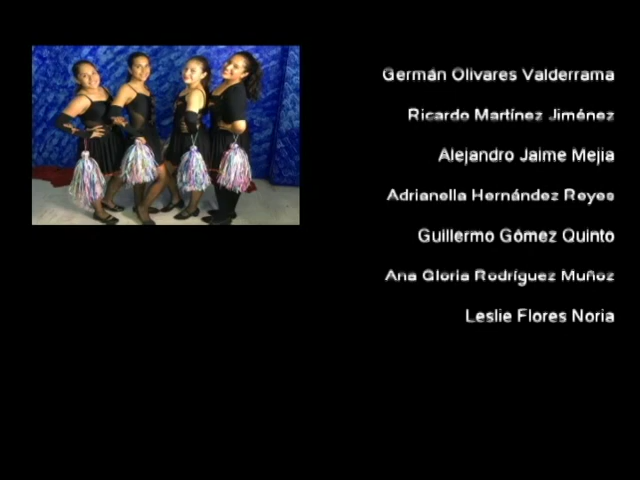 Germán Olivares Valderrama
Ricardo Martínez Jiménez
Alejandro Jaime Mejia
Adrianella Hernández Reyes
Guillermo Gómez Quinto
Ana Gloria Rodríguez Muñoz
Leslie Flores Noria